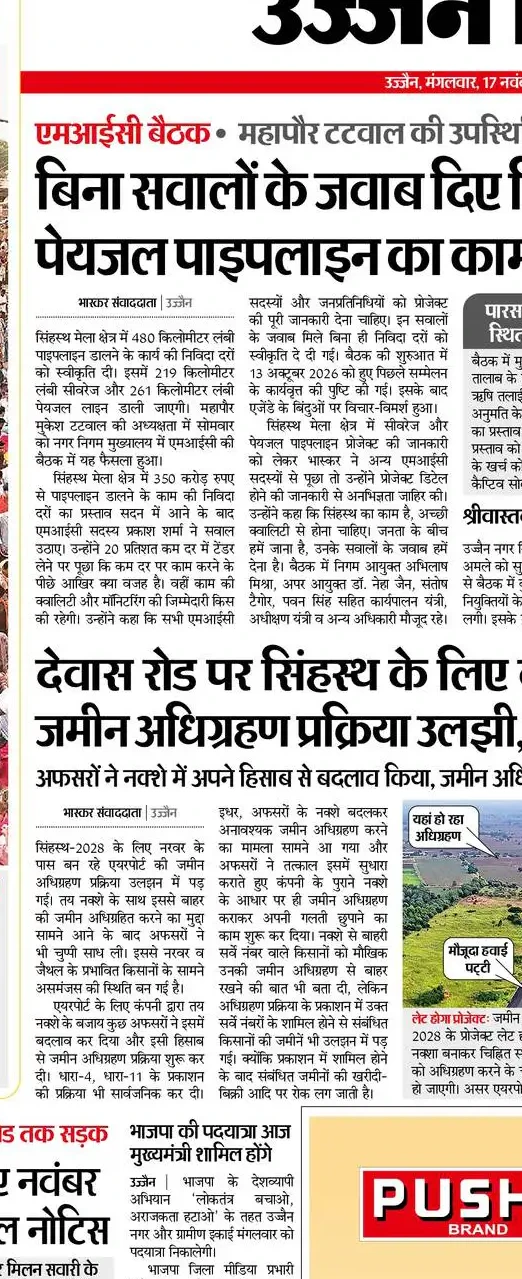 उज्जैन
उज्जैन, मंगलवार, 17 नवं
एमआईसी बैठक • महापौर टटवाल की
बिना सवालों के जवाब दिए
पेयजल पाइपलाइन का
भास्कर संवाददाता | उज्जैन
सिंहस्थ मेला क्षेत्र में 480 किलोमीटर लंबी
पाइपलाइन डालने के कार्य की निविदा दरों
को स्वीकृति दी गई। इसमें 219 किलोमीटर
लंबी सीवरेज और 261 किलोमीटर लंबी
पेयजल लाइन डाली जाएगी। महापौर
मुकेश टटवाल की अध्यक्षता में सोमवार
को नगर निगम मुख्यालय में एमआईसी की
बैठक में यह फैसला हुआ।
सिंहस्थ मेला क्षेत्र में 350 करोड़ रुपए
से पाइपलाइन डालने के काम की निविदा
दरों का प्रस्ताव सदन में आने के बाद
एमआईसी सदस्य प्रकाश शर्मा ने सवाल
उठाए। उन्होंने 20 प्रतिशत कम दर में टेंडर
लेने पर पूछा कि कम दर पर काम करने के
पीछे आखिर क्या वजह है। वहीं काम की
क्वालिटी और मॉनिटरिंग की जिम्मेदारी किस
की रहेगी। उन्होंने कहा कि सभी एमआईसी
सदस्यों और जनप्रतिनिधियों को प्रोजेक्ट
की पूरी जानकारी देना चाहिए। इन सवालों
के जवाब मिले बिना ही निविदा दरों को
स्वीकृति दे दी गई। बैठक की शुरुआत में
13 अक्टूबर 2026 को हुए पिछले सम्मेलन
के कार्यवृत्त की पुष्टि की गई। इसके बाद
एजेंडे के बिंदुओं पर विचार-विमर्श हुआ।
सिंहस्थ मेला क्षेत्र में सीवरेज और
पेयजल पाइपलाइन प्रोजेक्ट की जानकारी
को लेकर भास्कर ने अन्य एमआईसी
सदस्यों से पूछा तो उन्होंने प्रोजेक्ट डिटेल
होने की जानकारी से अनभिज्ञता जाहिर की।
उन्होंने कहा कि सिंहस्थ का काम है, अच्छी
क्वालिटी से होना चाहिए। जनता के बीच
हमें जाना है, उनके सवालों के जवाब हमें
देना है। बैठक में निगम आयुक्त अभिलाष
मिश्रा, अपर आयुक्त डॉ. नेहा जैन, संतोष
टैगोर, पवन सिंह सहित कार्यपालन यंत्री,
अधीक्षण यंत्री व अन्य अधिकारी मौजूद रहे।
पारस
स्थित
बैठक में मु
तालाब के
ऋषि तलाई
अनुमति के
का प्रस्ताव
प्रस्ताव को
के खर्च को
कैप्टिव सो
श्रीवास्तव
उज्जैन नगर नि
अमले को सु
से बैठक में
नियुक्तियों के
लगी। इसके
देवास रोड पर सिंहस्थ के लिए
जमीन अधिग्रहण प्रक्रिया उलझी,
अफसरों ने नक्शे में अपने हिसाब से बदलाव किया, जमीन अधि
भास्कर संवाददाता | उज्जैन
सिंहस्थ-2028 के लिए नरवर के
पास बन रहे एयरपोर्ट की जमीन
अधिग्रहण प्रक्रिया उलझन में पड़
गई। तय नक्शे के साथ इससे बाहर
की जमीन अधिग्रहित करने का मुद्दा
सामने आने के बाद अफसरों ने
भी चुप्पी साध ली। इससे नरवर व
जैथल के प्रभावित किसानों के सामने
असमंजस की स्थिति बन गई है।
एयरपोर्ट के लिए कंपनी द्वारा तय
नक्शे के बजाय कुछ अफसरों ने इसमें
बदलाव कर दिया और इसी हिसाब
से जमीन अधिग्रहण प्रक्रिया शुरू कर
दी। धारा-4, धारा-11 के प्रकाशन
की प्रक्रिया भी सार्वजनिक कर दी।
इधर, अफसरों के नक्शे बदलकर
अनावश्यक जमीन अधिग्रहण करने
का मामला सामने आ गया और
अफसरों ने तत्काल इसमें सुधारा
कराते हुए कंपनी के पुराने नक्शे
के आधार पर ही जमीन अधिग्रहण
कराकर अपनी गलती छुपाने का
काम शुरू कर दिया। नक्शे से बाहरी
सर्वे नंबर वाले किसानों को मौखिक
उनकी जमीन अधिग्रहण से बाहर
रखने की बात भी बता दी, लेकिन
अधिग्रहण प्रक्रिया के प्रकाशन में उक्त
सर्वे नंबरों के शामिल होने से संबंधित
किसानों की जमीनें भी उलझन में पड़
गई। क्योंकि प्रकाशन में शामिल होने
के बाद संबंधित जमीनों की खरीदी-
बिक्री आदि पर रोक लग जाती है।
यहां हो रहा
अधिग्रहण
मौजूदा हवाई
पट्टी
लेट होगा प्रोजेक्ट: जमीन
2028 के प्रोजेक्ट लेट ह
नक्शा बनाकर चिह्नित स
को अधिग्रहण करने के
हो जाएगी। असर एयरपो
ड तक सड़क
नवंबर
नोटिस
मिलन सवारी के
भाजपा की पदयात्रा आज
मुख्यमंत्री शामिल होंगे
उज्जैन | भाजपा के देशव्यापी
अभियान 'लोकतंत्र बचाओ,
अराजकता हटाओ' के तहत उज्जैन
नगर और ग्रामीण इकाई मंगलवार को
पदयात्रा निकालेगी।
भाजपा जिला मीडिया प्रभारी
PUSH
BRAND